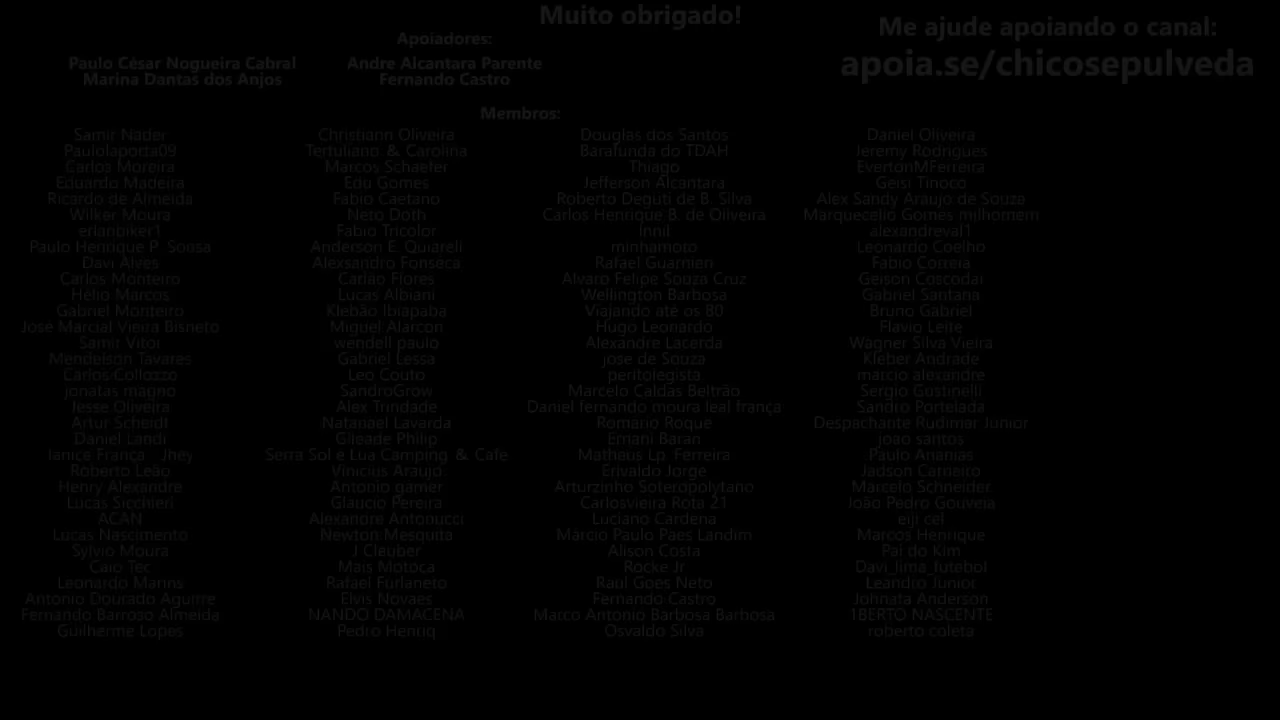 Muito obrigado!
Me ajude apoiando o canal:
apoia.se/chicosepulveda
Apoiadores:
Paulo César Nogueira Cabral
Marina Dantas dos Anjos
Andre Alcantara Parente
Fernando Castro
Membros:
Samir Nader
Paulolaporta09
Carlos Moreira
Eduardo Madeira
Ricardo de Almeida
Wilker Moura
erlanbiker1
Paulo Henrique P. Sousa
Davi Alves
Carlos Monteiro
Hélio Marcos
Gabriel Monteiro
José Marcial Vieira Bisneto
Samir Vitor
Mendelson Tavares
Carlos Collozzo
jonatas magno
Jesse Oliveira
Artur Scheidt
Daniel Landi
Janice França _ Jhey
Roberto Leão
Henry Alexandre
Lucas Sicchieri
ACAN
Lucas Nascimento
Sylvio Moura
Caio Tec
Leonardo Marins
Antonio Dourado Aguirre
Fernando Barroso Almeida
Guilherme Lopes
Christiann Oliveira
Tertuliano & Carolina
Marcos Schaefer
Edu Gomes
Fabio Caetano
Neto Doth
Fabio Tricolor
Anderson E. Quiareli
Alexsandro Fonseca
Carlão Flores
Lucas Albiani
Klebão Ibiapaba
Miguel Alarcon
wendell paulo
Gabriel Lessa
Leo Couto
SandroGrow
Alex Trindade
Natanael Lavarda
Gilpade Philip
Serra Sol e Lua Camping & Cafe
Vinicius Araujo
Antonio gamer
Glaucio Pereira
Alexandre Antonucci
Newton Mesquita
J Cleuber
Mais Motoca
Rafael Furlaneto
Elvis Novaes
NANDO DAMACENA
Pedro Henriq
Douglas dos Santos
Barafunda do TDAH
Thiago
Jefferson Alcantara
Roberto Deguti de B. Silva
Carlos Henrique B. de Oliveira
Innil
minhamoto
Rafael Guarnieri
Alvaro Felipe Souza Cruz
Wellington Barbosa
Viajando até os 80
Hugo Leonardo
Alexandre Lacerda
jose de Souza
peritolegista
Marcelo Caldas Beltrão
Daniel fernando moura leal frança
Romario Roque
Ernani Baran
Matheus Lp. Ferreira
Erivaldo Jorge
Arturzinho Soteropolytano
Carlosvieira Rota 21
Luciano Cardena
Márcio Paulo Paes Landim
Alison Costa
Rocke Jr
Raul Goes Neto
Fernando Castro
Marco Antonio Barbosa Barbosa
Osvaldo Silva
Daniel Oliveira
Jeremy Rodrigues
EvertonMFerreira
Geisi Tinoco
Alex Sandy Araujo de Souza
Marquecelio Gomes milhomem
alexandreval1
Leonardo Coelho
Fabio Correia
Geison Coscodai
Gabriel Santana
Bruno Gabriel
Flavio Leite
Wagner Silva Vieira
Kleber Andrade
marcio alexandre
Sergio Gostinelli
Sandro Portelada
Despachante Rudimar Junior
joao santos
Paulo Ananias
Jadson Carneiro
Marcelo Schneider
João Pedro Gouveia
eiji cel
Marcos Henrique
Pai do Kim
Davi_lima_futebol
Leandro Junior
Johnata Anderson
1BERTO NASCENTE
roberto coleta